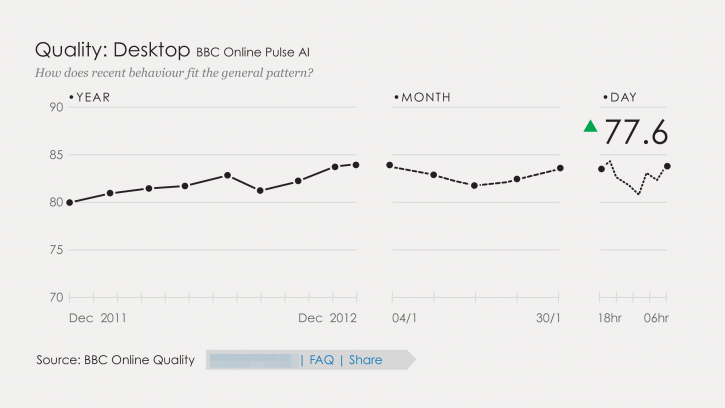 Quality: Desktop BBC Online Pulse AI
How does recent behaviour fit the general pattern?
•YEAR •MONTH •DAY
90
77.6
85
80
75
70
Dec 2011 Dec 2012 04/1 30/1 18hr 06hr
Source: BBC Online Quality | FAQ | Share